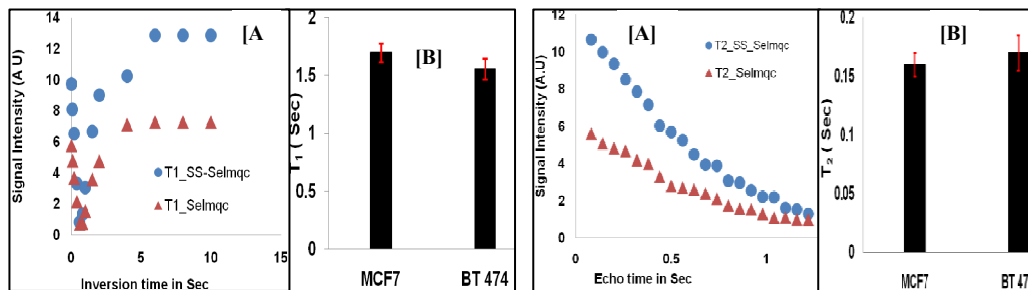 Signal Intensity (A U)
14
12
10
8
6
4
2
0
[A
T1_SS-Selmqc
T1_Selmqc
0
5
10
15
Inversion time in Sec
T₁ ( Sec)
2
1.5
1
0.5
0
[B]
MCF7
BT 474
Signal Intensity (A.U)
12
10
8
6
4
2
0
[A]
T2_SS_Selmqc
T2_Selmqc
0.5
1
Echo time in Sec
T₂ ( Sec)
0.2
0.15
0.1
0.05
0
[B]
MCF7
BT 47